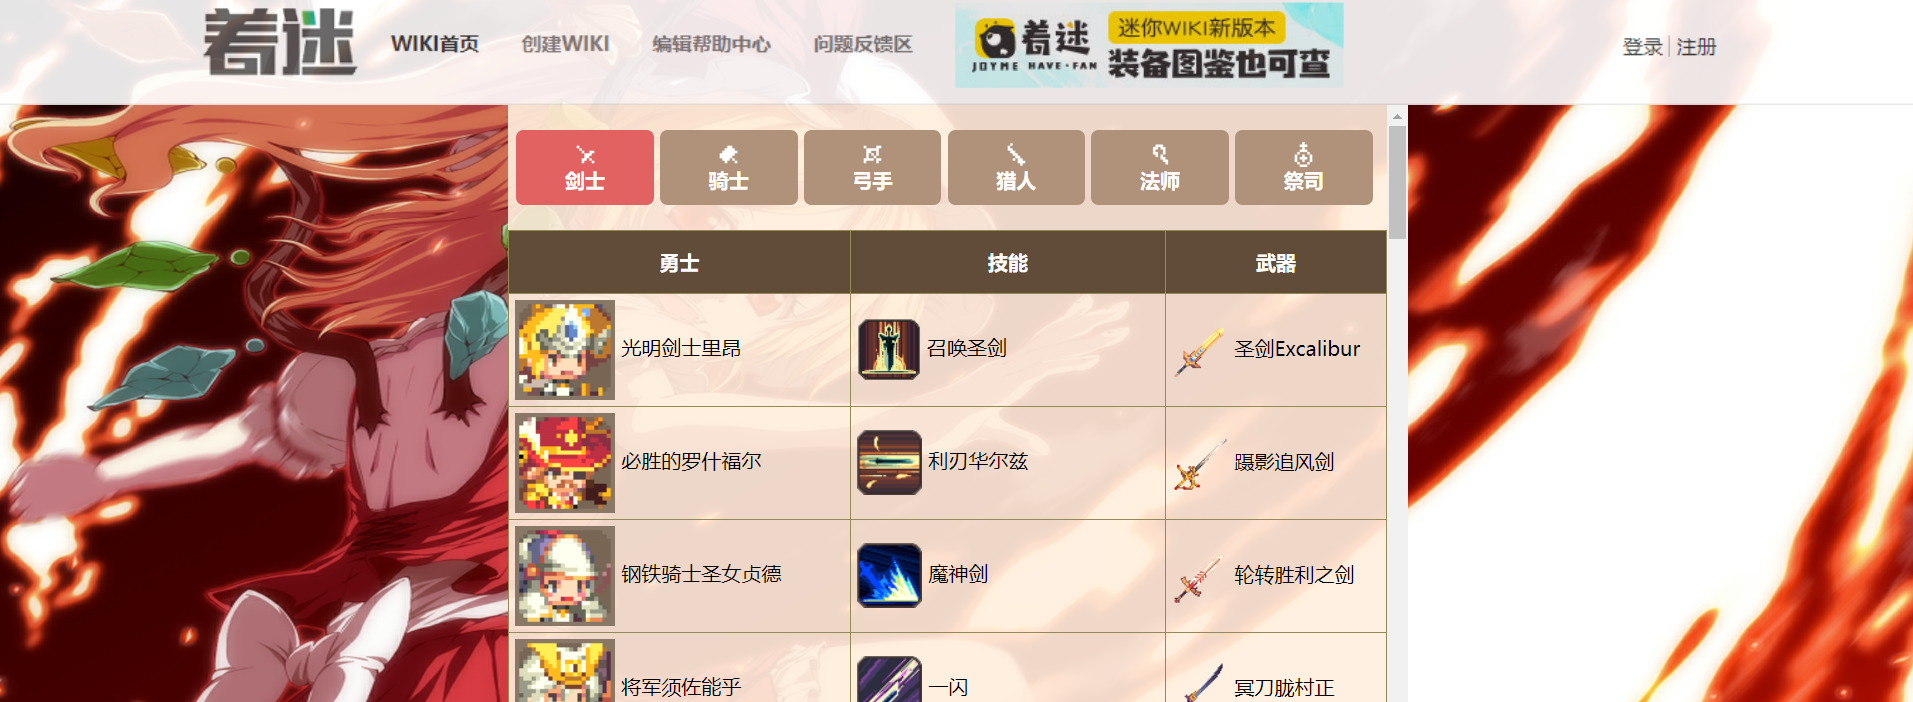 着迷
WIKI首页
创建WIKI
编辑帮助中心
问题反馈区
着迷
JOYME HAVE·FAN
迷你WIKI新版本
装备图鉴也可查
登录 | 注册
剑士
骑士
弓手
猎人
法师
祭司
勇士
技能
武器
光明剑士里昂
召唤圣剑
圣剑Excalibur
必胜的罗什福尔
利刃华尔兹
蹑影追风剑
钢铁骑士圣女贞德
魔神剑
轮转胜利之剑
将军须佐能乎
一闪
冥刀胧村正